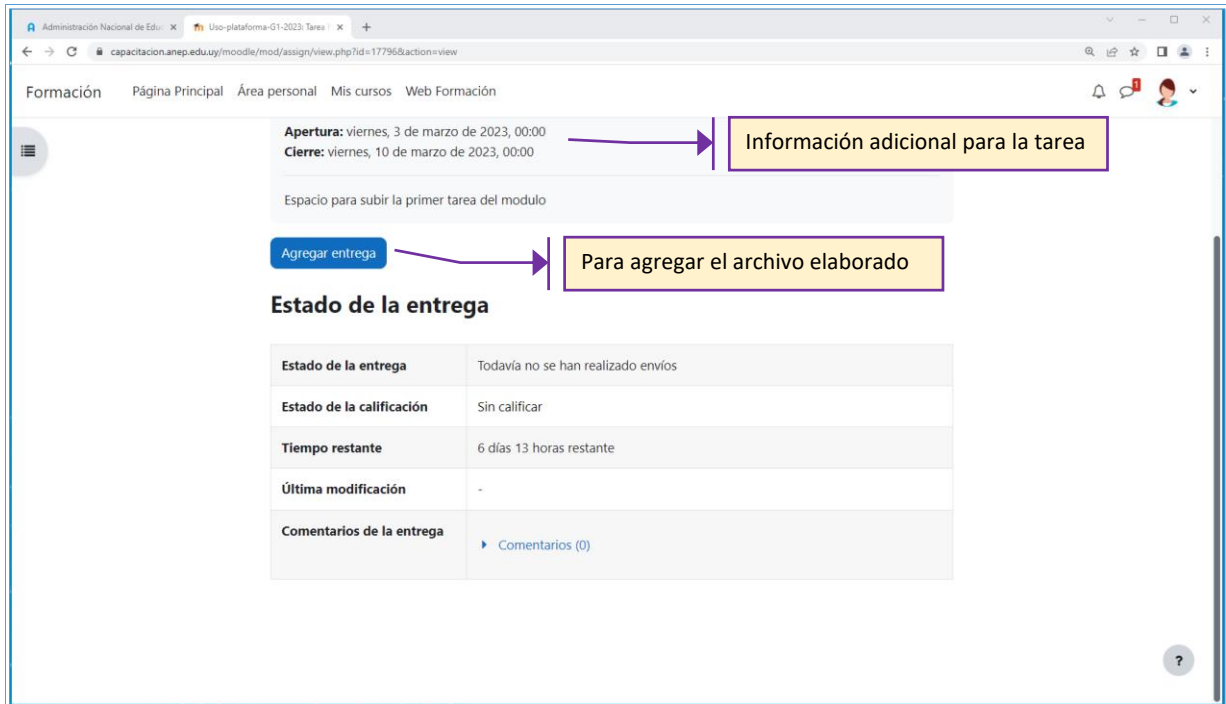 Administración Nacional de Edu
Uso-plataforma-G1-2023: Tarea
capacitacion.anep.edu.uy/moodle/mod/assign/view.php?id=17796&action=view
Formación Página Principal Área personal Mis cursos Web Formación
1
Apertura: viernes, 3 de marzo de 2023, 00:00
Cierre: viernes, 10 de marzo de 2023, 00:00
Información adicional para la tarea
Espacio para subir la primer tarea del modulo
Agregar entrega
Para agregar el archivo elaborado
Estado de la entrega
Estado de la entrega Todavía no se han realizado envíos
Estado de la calificación Sin calificar
Tiempo restante 6 días 13 horas restante
Última modificación -
Comentarios de la entrega Comentarios (0)
?